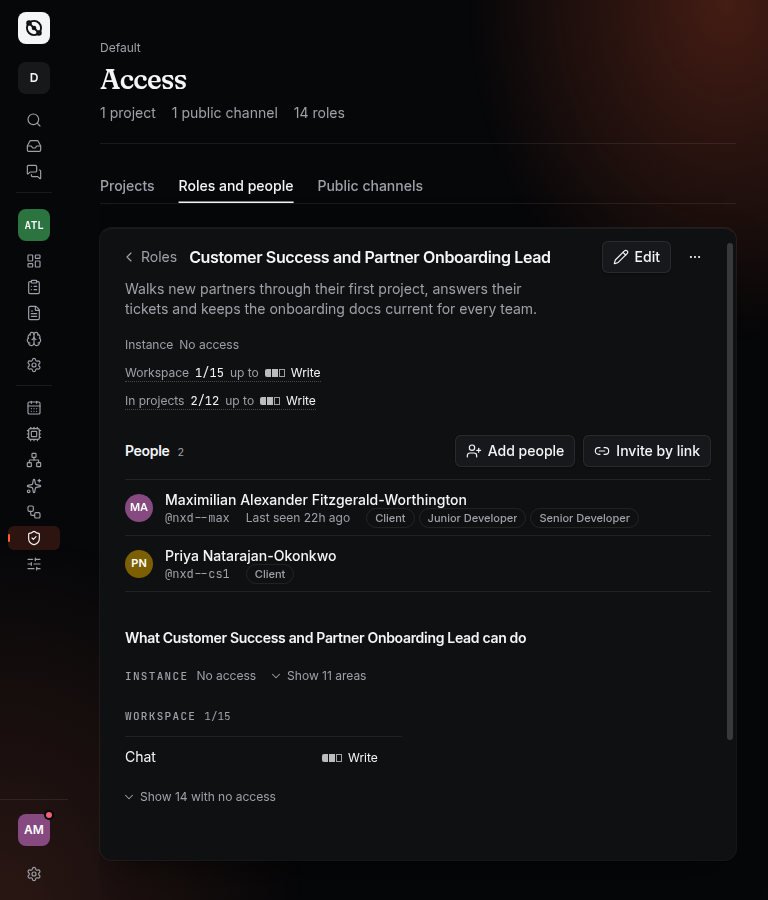 Default
Access
1 project 1 public channel 14 roles
D
ATL
Projects Roles and people Public channels
Roles Customer Success and Partner Onboarding Lead Edit
Walks new partners through their first project, answers their
tickets and keeps the onboarding docs current for every team.
Instance No access
Workspace 1/15 up to Write
In projects 2/12 up to Write
People 2 Add people Invite by link
MA Maximilian Alexander Fitzgerald-Worthington
@nxd--max Last seen 22h ago Client Junior Developer Senior Developer
PN Priya Natarajan-Okonkwo
@nxd--cs1 Client
What Customer Success and Partner Onboarding Lead can do
INSTANCE No access Show 11 areas
WORKSPACE 1/15
Chat Write
Show 14 with no access
AM